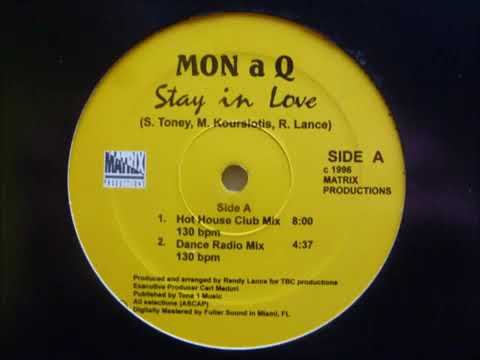 MON a Q
Stay in Love
(S. Toney, M. Koursiotis, R. Lance)
MATRIX
PRODUCTIONS
SIDE A
c 1996
MATRIX
PRODUCTIONS
Side A
1. Hot House Club Mix 8:00
130 bpm
2. Dance Radio Mix 4:37
130 bpm
Produced and arranged by Randy Lance for TBC productions
Executive Producer Carl Meduri
Published by Tone 1 Music
All selections (ASCAP)
Digitally Mastered by Fuller Sound in Miami, FL